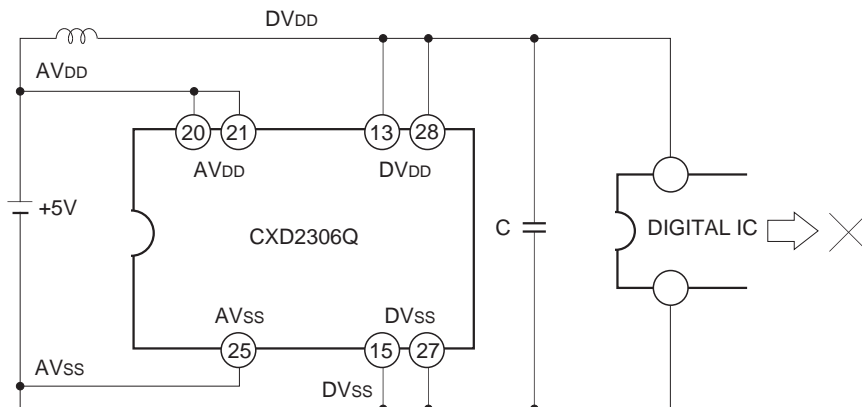 DVDD
AVDD
20 21 13 28
AVDD DVDD
+5V
CXD2306Q
C
DIGITAL IC
AVSS DVSS
25 15 27
AVSS
DVSS